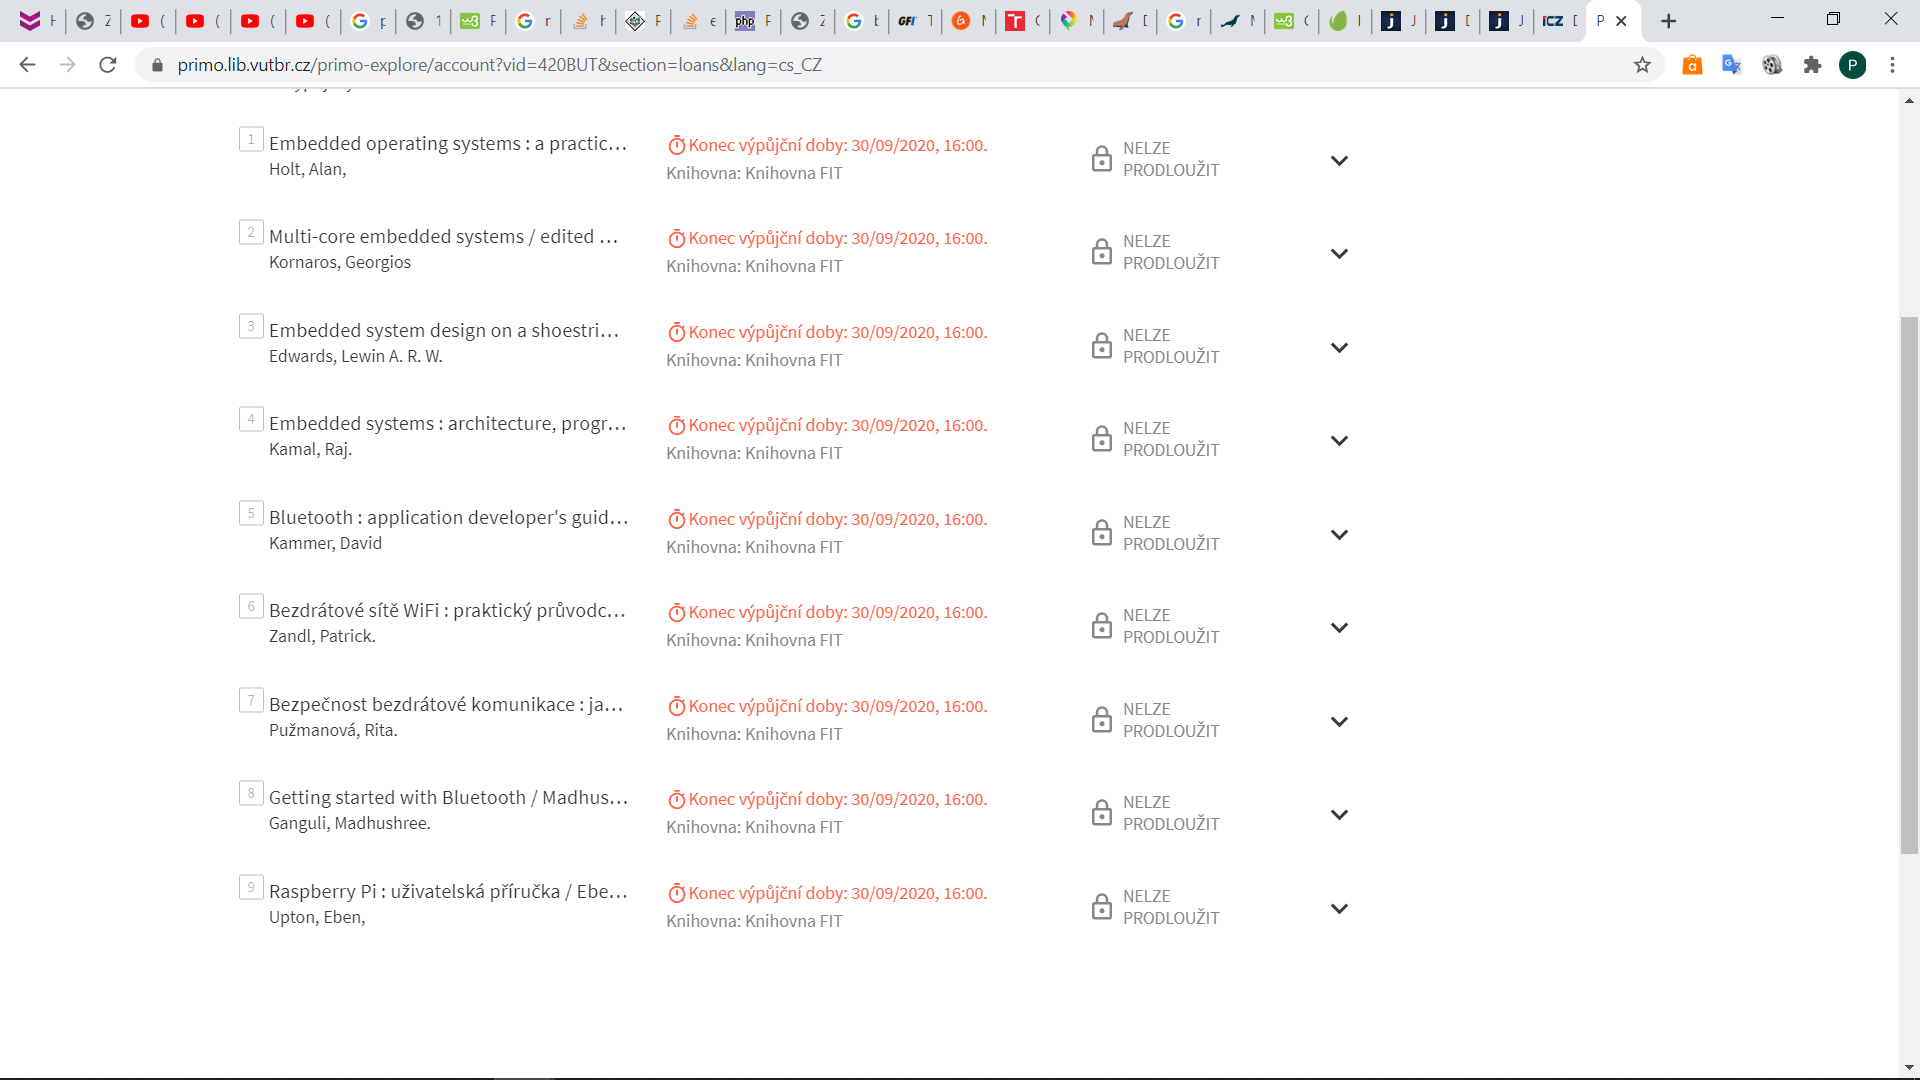 primo.lib.vutbr.cz/primo-explore/account?vid=420BUT&section=loans&lang=cs_CZ
P
1
Embedded operating systems : a practic...
Holt, Alan,
Konec výpůjční doby: 30/09/2020, 16:00.
Knihovna: Knihovna FIT
NELZE
PRODLOUŽIT
2
Multi-core embedded systems / edited ...
Kornaros, Georgios
Konec výpůjční doby: 30/09/2020, 16:00.
Knihovna: Knihovna FIT
NELZE
PRODLOUŽIT
3
Embedded system design on a shoestri...
Edwards, Lewin A. R. W.
Konec výpůjční doby: 30/09/2020, 16:00.
Knihovna: Knihovna FIT
NELZE
PRODLOUŽIT
4
Embedded systems : architecture, progr...
Kamal, Raj.
Konec výpůjční doby: 30/09/2020, 16:00.
Knihovna: Knihovna FIT
NELZE
PRODLOUŽIT
5
Bluetooth : application developer's guid...
Kammer, David
Konec výpůjční doby: 30/09/2020, 16:00.
Knihovna: Knihovna FIT
NELZE
PRODLOUŽIT
6
Bezdrátové sítě WiFi : praktický průvodc...
Zandl, Patrick.
Konec výpůjční doby: 30/09/2020, 16:00.
Knihovna: Knihovna FIT
NELZE
PRODLOUŽIT
7
Bezpečnost bezdrátové komunikace : ja...
Pužmanová, Rita.
Konec výpůjční doby: 30/09/2020, 16:00.
Knihovna: Knihovna FIT
NELZE
PRODLOUŽIT
8
Getting started with Bluetooth / Madhus...
Ganguli, Madhushree.
Konec výpůjční doby: 30/09/2020, 16:00.
Knihovna: Knihovna FIT
NELZE
PRODLOUŽIT
9
Raspberry Pi : uživatelská příručka / Ebe...
Upton, Eben,
Konec výpůjční doby: 30/09/2020, 16:00.
Knihovna: Knihovna FIT
NELZE
PRODLOUŽIT